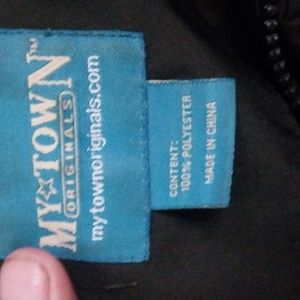 MY☆TOWN™
ORIGINALS
mytownoriginals.com
CONTENT:
100% POLYESTER
MADE IN CHINA